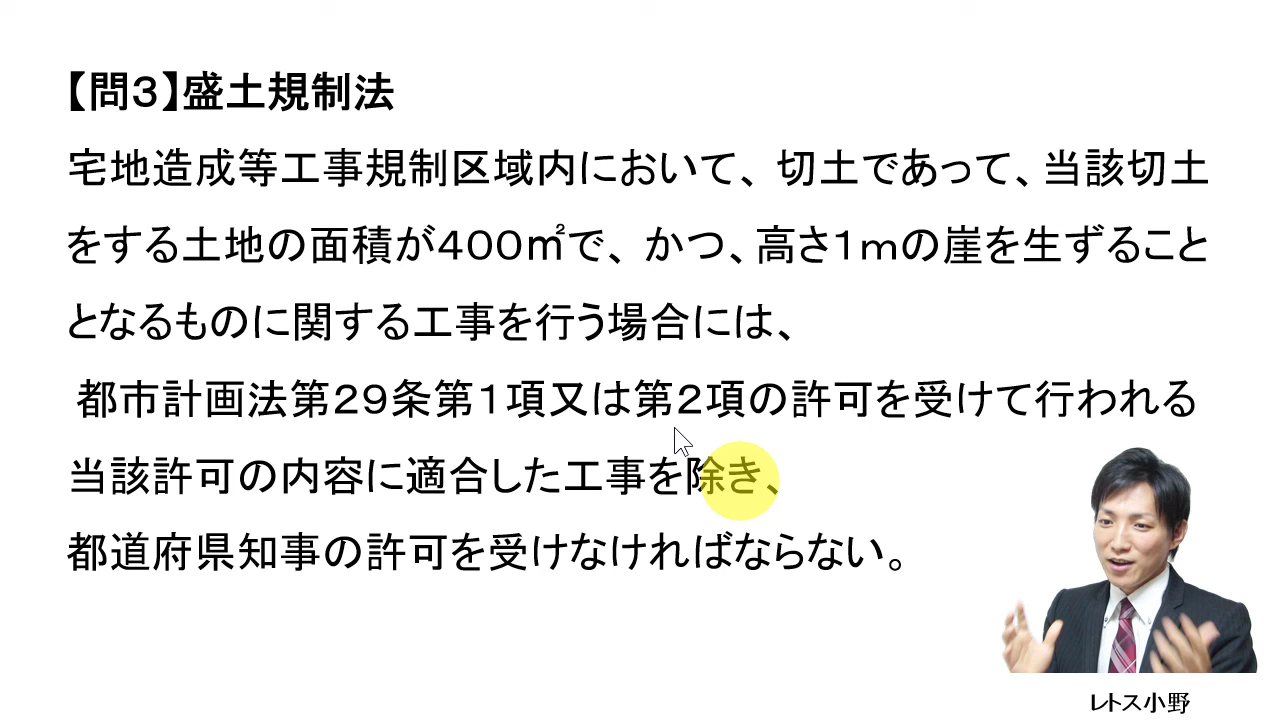 【問３】盛土規制法
宅地造成等工事規制区域内において、切土であって、当該切土
をする土地の面積が４００㎡で、かつ、高さ１ｍの崖を生ずること
となるものに関する工事を行う場合には、
都市計画法第２９条第１項又は第２項の許可を受けて行われる
当該許可の内容に適合した工事を除き、
都道府県知事の許可を受けなければならない。
レトス小野